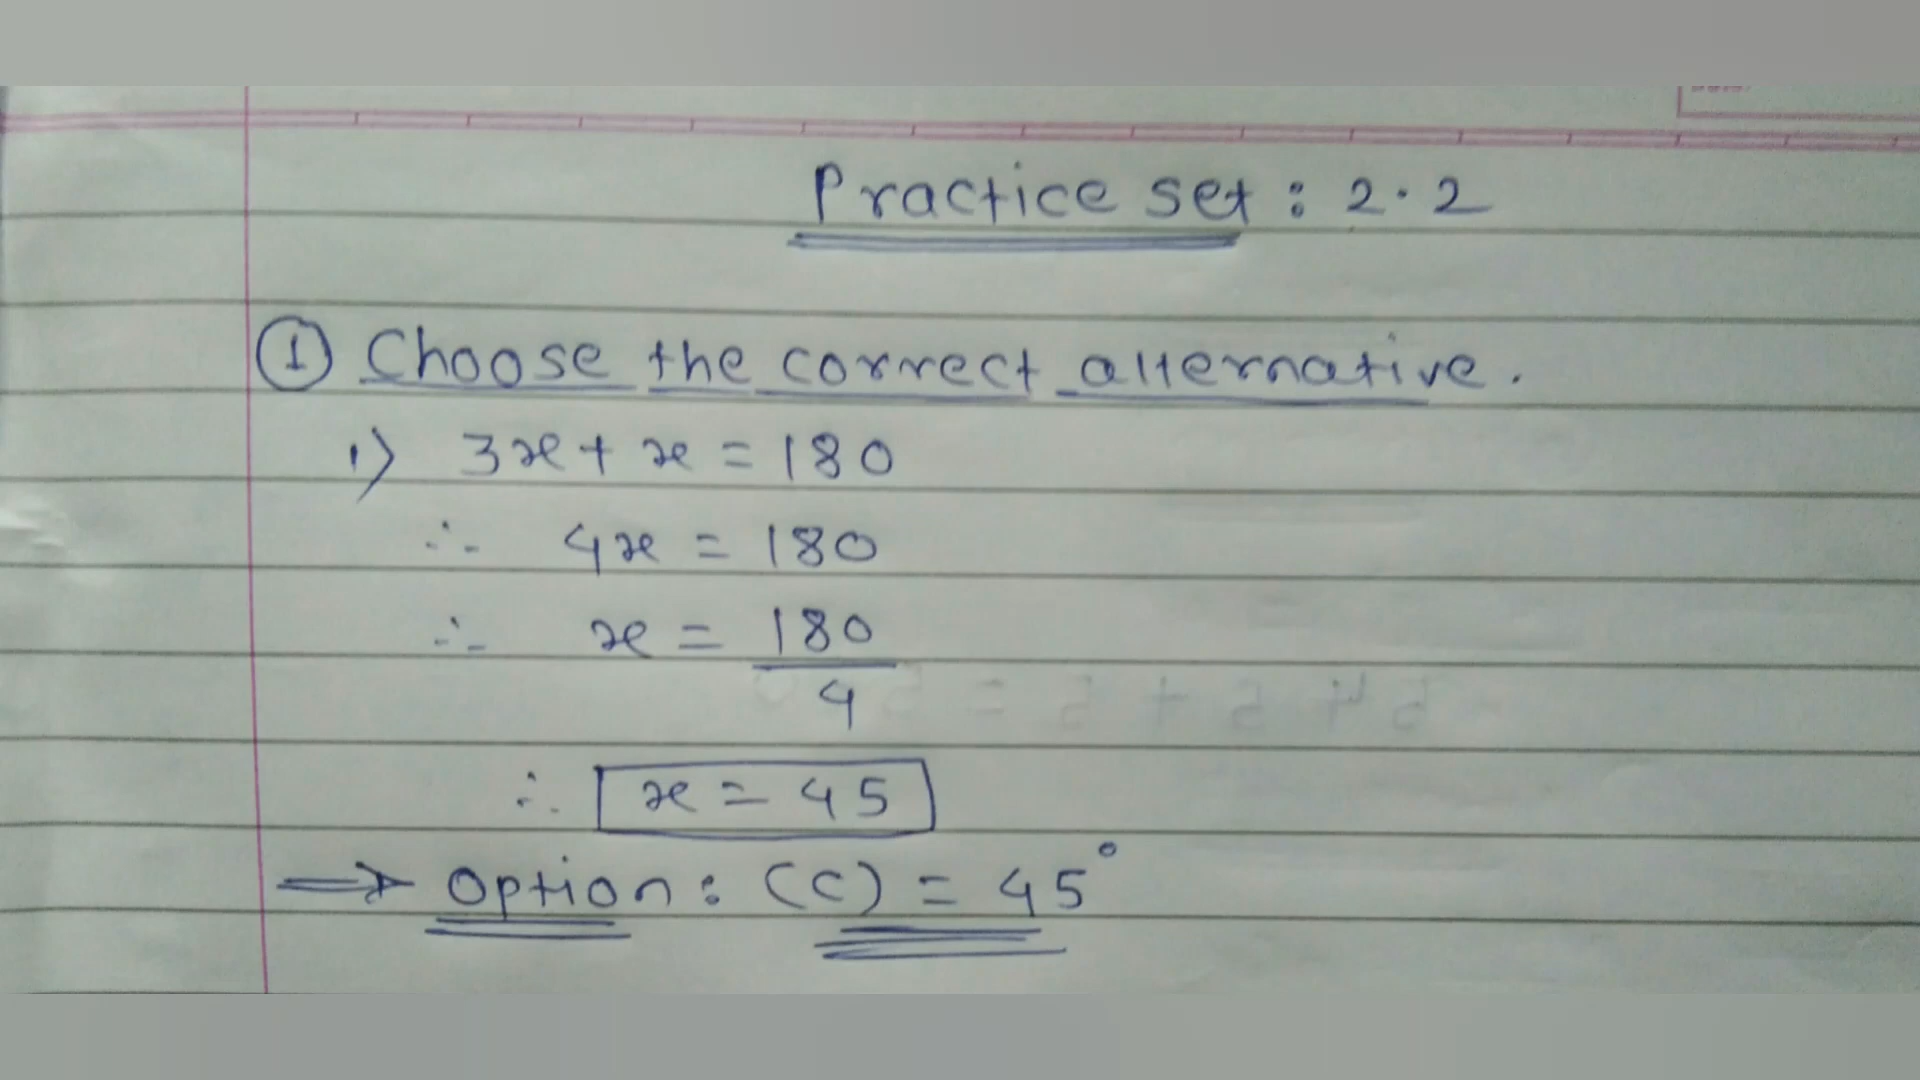 Practice set : 2.2
① Choose the correct alternative.
1) 3x + x = 180
∴ 4x = 180
∴ x = 180
4
∴ x = 45
⇒ Option : (C) = 45°